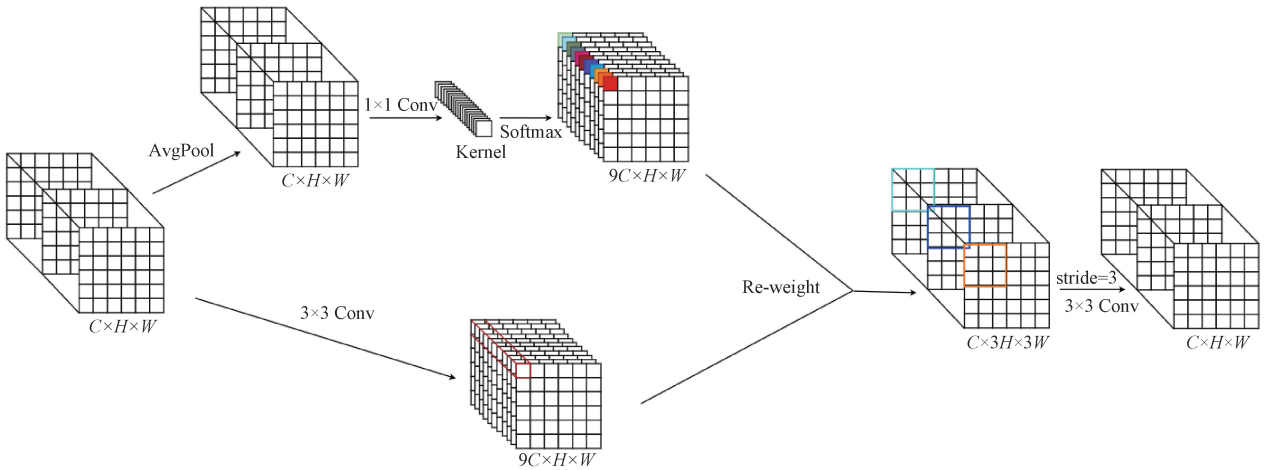 AvgPool
C×H×W
C×H×W
1×1 Conv
Kernel
Softmax
9C×H×W
3×3 Conv
9C×H×W
Re-weight
C×3H×3W
stride=3
3×3 Conv
C×H×W